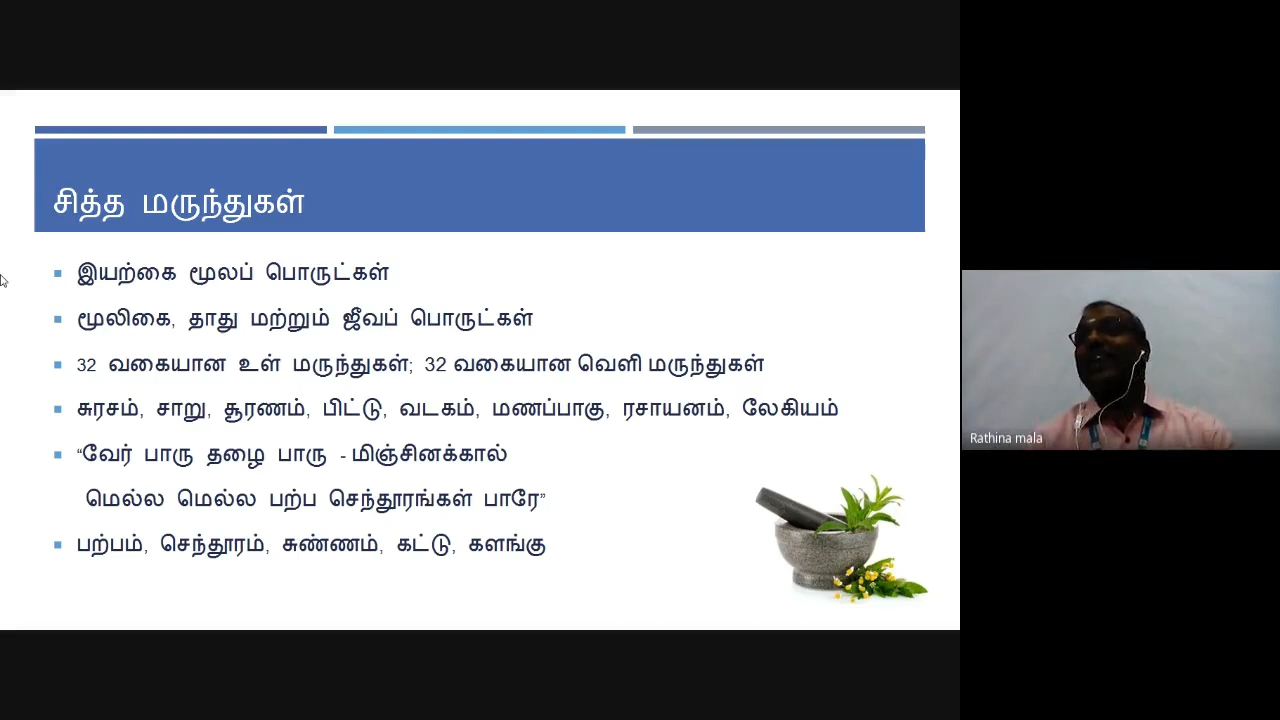 சித்த மருந்துகள்
இயற்கை மூலப் பொருட்கள்
மூலிகை, தாது மற்றும் ஜீவப் பொருட்கள்
32 வகையான உள் மருந்துகள்; 32 வகையான வெளி மருந்துகள்
சுரசம், சாறு, சூரணம், பிட்டு, வடகம், மணப்பாகு, ரசாயனம், லேகியம்
“வேர் பாரு தழை பாரு - மிஞ்சினக்கால்
மெல்ல மெல்ல பற்ப செந்தூரங்கள் பாரே”
பற்பம், செந்தூரம், சுண்ணம், கட்டு, களங்கு
Rathina mala